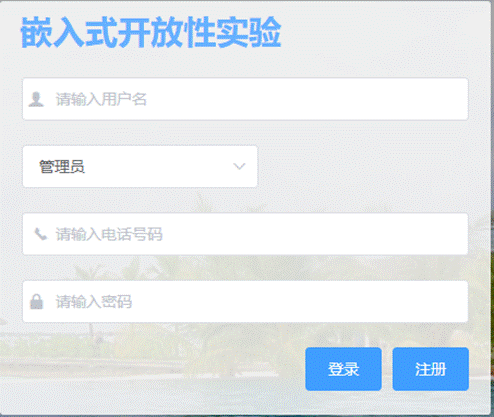 嵌入式开放性实验
请输入用户名
管理员
请输入电话号码
请输入密码
登录 注册